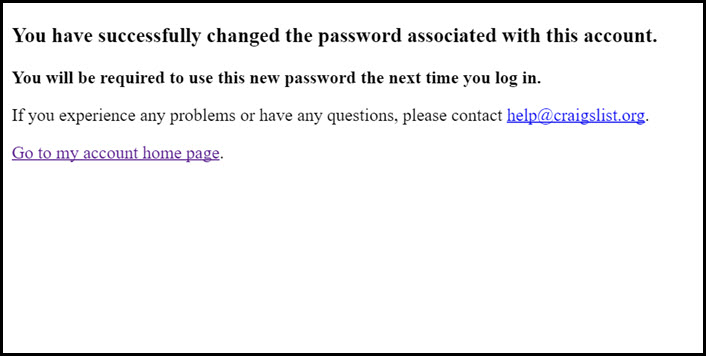 You have successfully changed the password associated with this account.
You will be required to use this new password the next time you log in.
If you experience any problems or have any questions, please contact help@craigslist.org.
Go to my account home page.